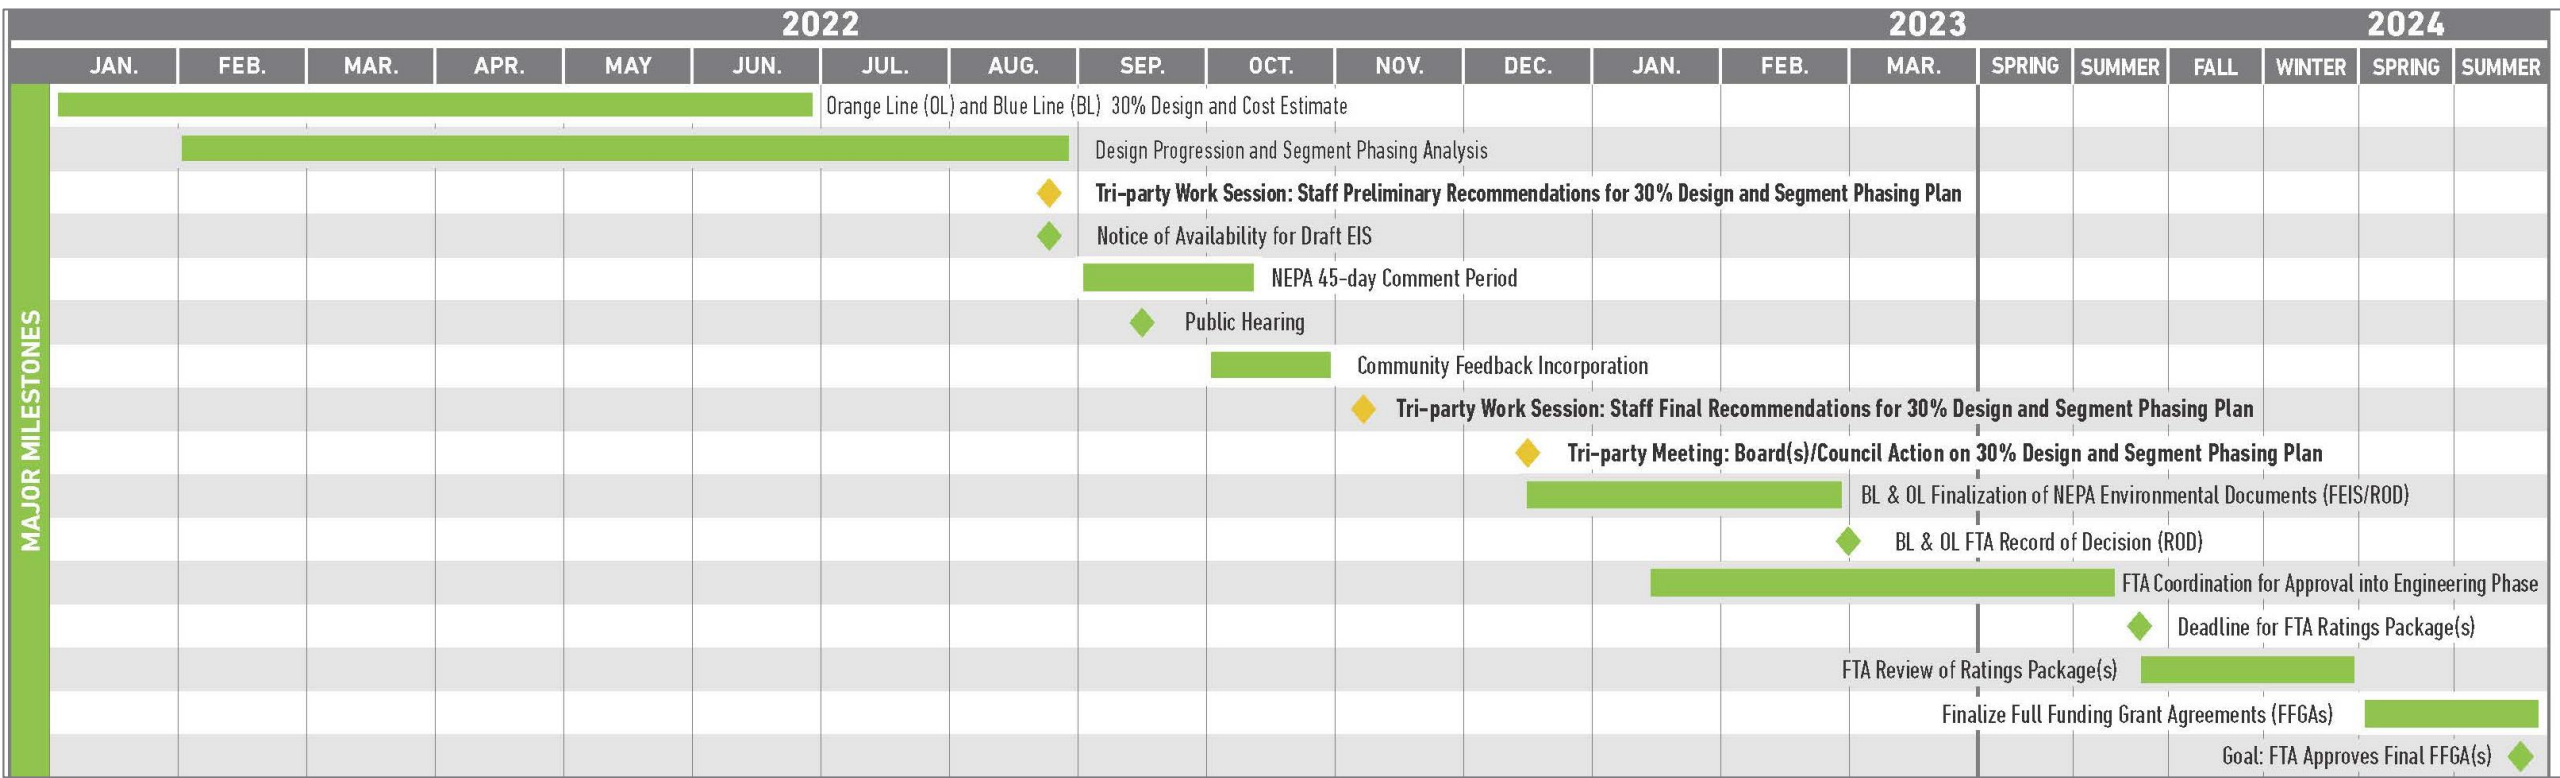 2022 2023 2024
JAN. FEB. MAR. APR. MAY JUN. JUL. AUG. SEP. OCT. NOV. DEC. JAN. FEB. MAR. SPRING SUMMER FALL WINTER SPRING SUMMER
MAJOR MILESTONES
Orange Line (OL) and Blue Line (BL) 30% Design and Cost Estimate
Design Progression and Segment Phasing Analysis
Tri-party Work Session: Staff Preliminary Recommendations for 30% Design and Segment Phasing Plan
Notice of Availability for Draft EIS
NEPA 45-day Comment Period
Public Hearing
Community Feedback Incorporation
Tri-party Work Session: Staff Final Recommendations for 30% Design and Segment Phasing Plan
Tri-party Meeting: Board(s)/Council Action on 30% Design and Segment Phasing Plan
BL & OL Finalization of NEPA Environmental Documents (FEIS/ROD)
BL & OL FTA Record of Decision (ROD)
FTA Coordination for Approval into Engineering Phase
Deadline for FTA Ratings Package(s)
FTA Review of Ratings Package(s)
Finalize Full Funding Grant Agreements (FFGAs)
Goal: FTA Approves Final FFGA(s)